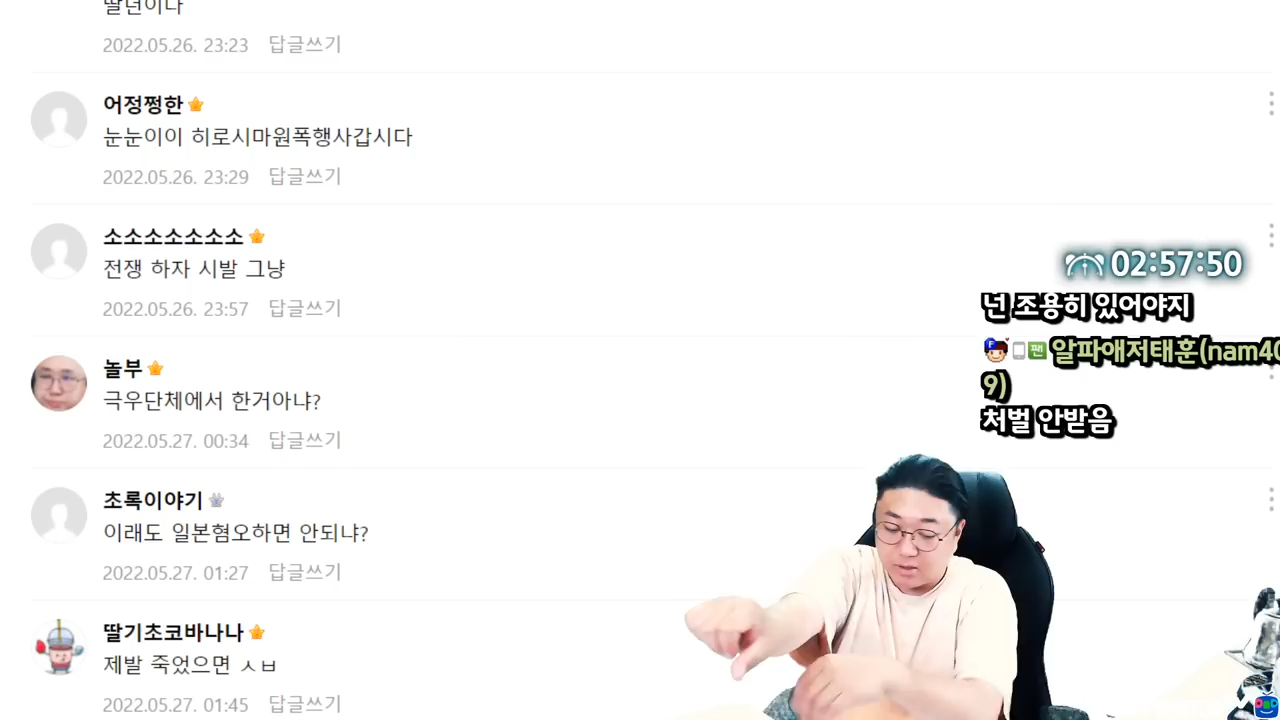 딸년이다
2022.05.26. 23:23 답글쓰기
어정쩡한
눈눈이이 히로시마원폭행사갑시다
2022.05.26. 23:29 답글쓰기
소소소소소소소
전쟁 하자 시발 그냥
2022.05.26. 23:57 답글쓰기
놀부
극우단체에서 한거아냐?
2022.05.27. 00:34 답글쓰기
초록이야기
이래도 일본혐오하면 안되냐?
2022.05.27. 01:27 답글쓰기
딸기초코바나나
제발 죽었으면 ㅅㅂ
2022.05.27. 01:45 답글쓰기
02:57:50
넌 조용히 있어야지
F 팬 알파애저태훈(nam40
9)
처벌 안받음